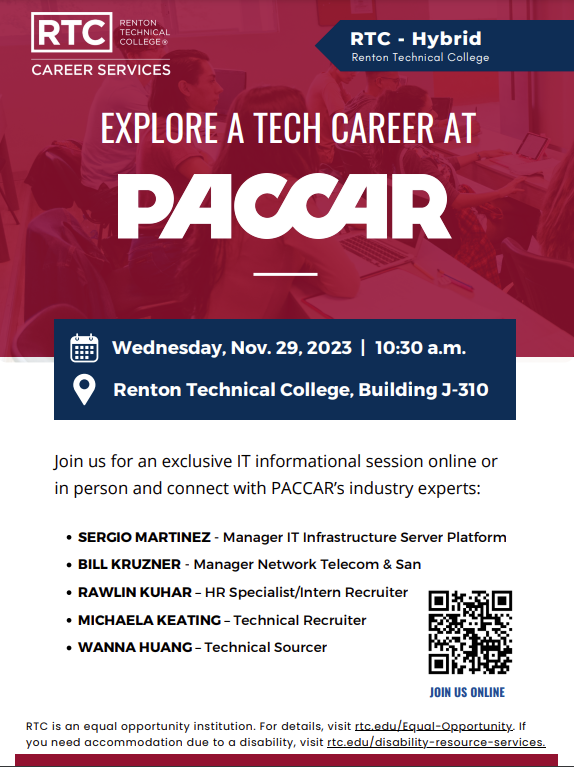 RTC RENTON
TECHNICAL
COLLEGE®
CAREER SERVICES
RTC - Hybrid
Renton Technical College
EXPLORE A TECH CAREER AT
PACCAR
Wednesday, Nov. 29, 2023 | 10:30 a.m.
Renton Technical College, Building J-310
Join us for an exclusive IT informational session online or
in person and connect with PACCAR’s industry experts:
• SERGIO MARTINEZ - Manager IT Infrastructure Server Platform
• BILL KRUZNER - Manager Network Telecom & San
• RAWLIN KUHAR – HR Specialist/Intern Recruiter
• MICHAELA KEATING – Technical Recruiter
• WANNA HUANG – Technical Sourcer
JOIN US ONLINE
RTC is an equal opportunity institution. For details, visit rtc.edu/Equal-Opportunity. If
you need accommodation due to a disability, visit rtc.edu/disability-resource-services.